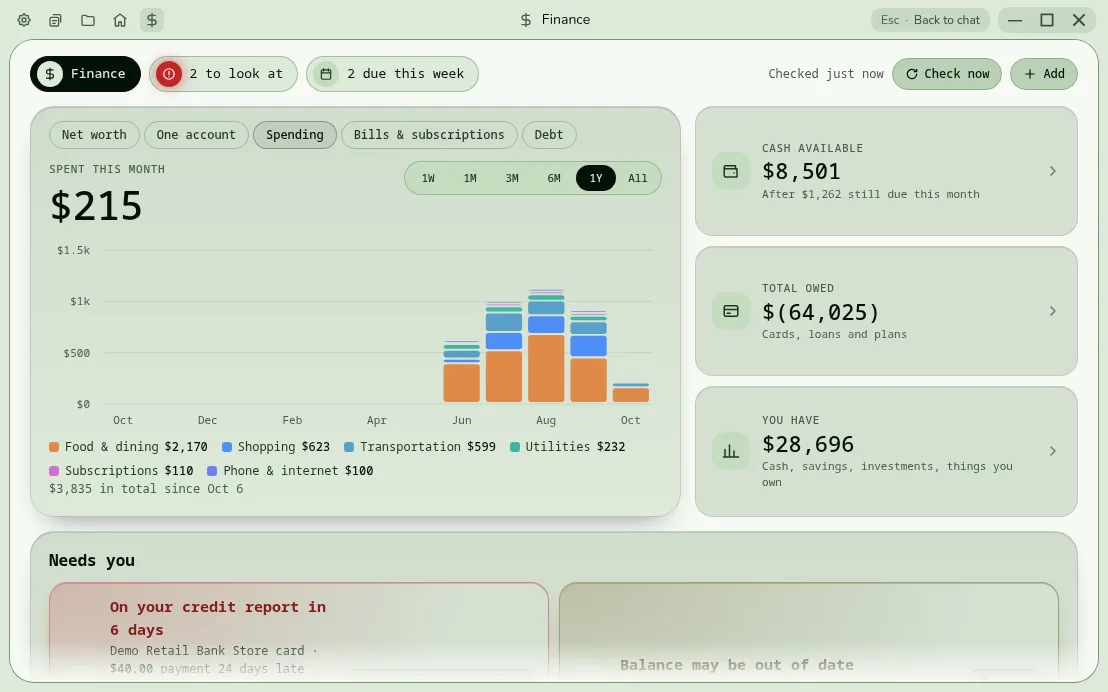 Finance
Esc · Back to chat
Finance
2 to look at
2 due this week
Checked just now
Check now
Add
Net worth
One account
Spending
Bills & subscriptions
Debt
SPENT THIS MONTH
$215
1W
1M
3M
6M
1Y
All
$1.5k
$1k
$500
$0
Oct
Dec
Feb
Apr
Jun
Aug
Oct
Food & dining $2,170
Shopping $623
Transportation $599
Utilities $232
Subscriptions $110
Phone & internet $100
$3,835 in total since Oct 6
CASH AVAILABLE
$8,501
After $1,262 still due this month
TOTAL OWED
$(64,025)
Cards, loans and plans
YOU HAVE
$28,696
Cash, savings, investments, things you
own
Needs you
On your credit report in
6 days
Demo Retail Bank Store card ·
$40.00 payment 24 days late
Balance may be out of date